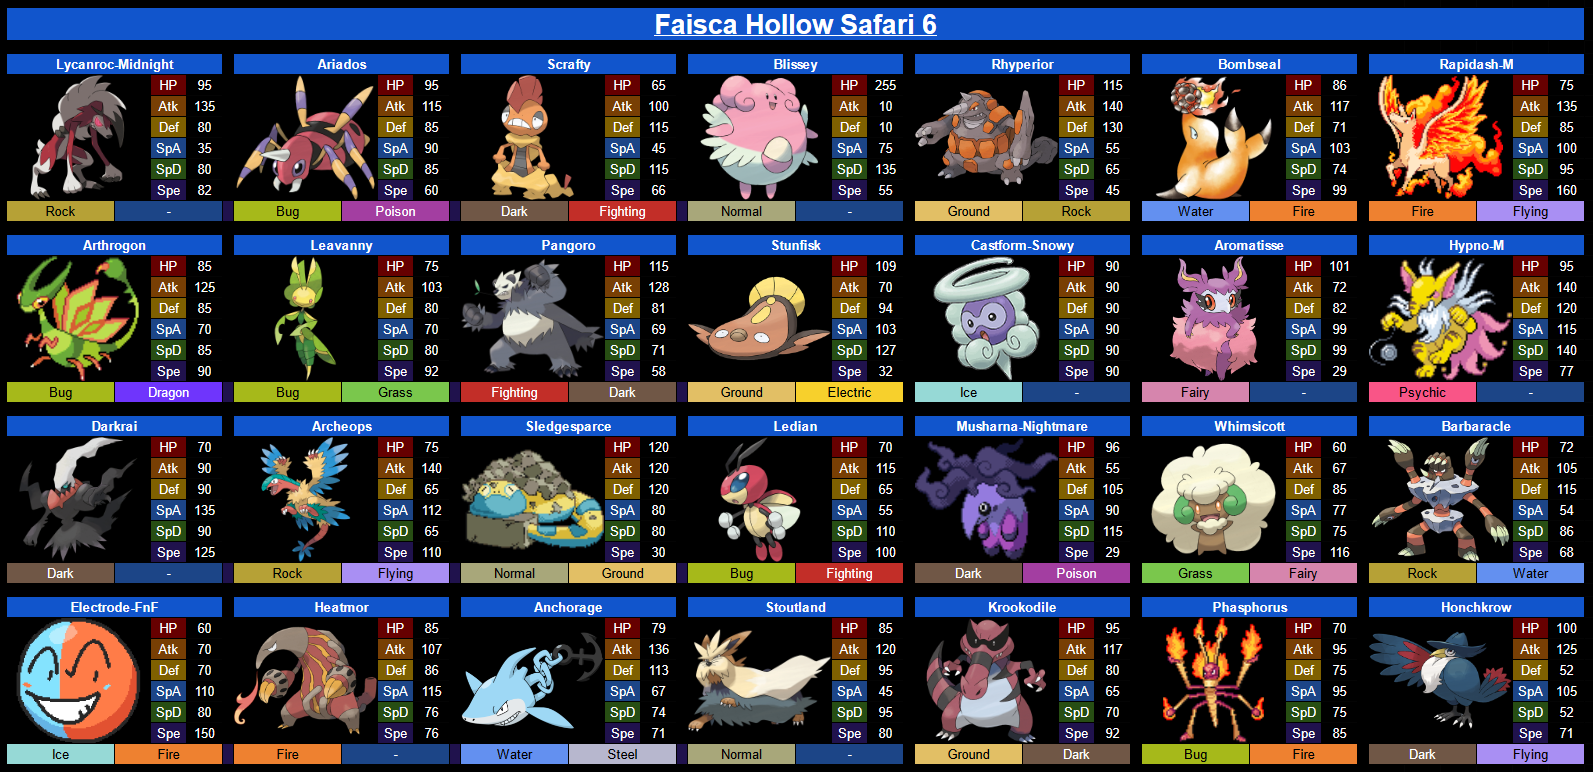 Faisca Hollow Safari 6
Lycanroc-Midnight
HP 95
Atk 135
Def 80
SpA 35
SpD 80
Spe 82
Rock -
Ariados
HP 95
Atk 115
Def 85
SpA 90
SpD 85
Spe 60
Bug Poison
Scrafty
HP 65
Atk 100
Def 115
SpA 45
SpD 115
Spe 66
Dark Fighting
Blissey
HP 255
Atk 10
Def 10
SpA 75
SpD 135
Spe 55
Normal -
Rhyperior
HP 115
Atk 140
Def 130
SpA 55
SpD 65
Spe 45
Ground Rock
Bombseal
HP 86
Atk 117
Def 71
SpA 103
SpD 74
Spe 99
Water Fire
Rapidash-M
HP 75
Atk 135
Def 85
SpA 100
SpD 95
Spe 160
Fire Flying
Arthrogon
HP 85
Atk 125
Def 85
SpA 70
SpD 85
Spe 90
Bug Dragon
Leavanny
HP 75
Atk 103
Def 80
SpA 70
SpD 80
Spe 92
Bug Grass
Pangoro
HP 115
Atk 128
Def 81
SpA 69
SpD 71
Spe 58
Fighting Dark
Stunfisk
HP 109
Atk 70
Def 94
SpA 103
SpD 127
Spe 32
Ground Electric
Castform-Snowy
HP 90
Atk 90
Def 90
SpA 90
SpD 90
Spe 90
Ice -
Aromatisse
HP 101
Atk 72
Def 82
SpA 99
SpD 99
Spe 29
Fairy -
Hypno-M
HP 95
Atk 140
Def 120
SpA 115
SpD 140
Spe 77
Psychic -
Darkrai
HP 70
Atk 90
Def 90
SpA 135
SpD 90
Spe 125
Dark -
Archeops
HP 75
Atk 140
Def 65
SpA 112
SpD 65
Spe 110
Rock Flying
Sledgesparce
HP 120
Atk 120
Def 120
SpA 80
SpD 80
Spe 30
Normal Ground
Ledian
HP 70
Atk 115
Def 65
SpA 55
SpD 110
Spe 100
Bug Fighting
Musharna-Nightmare
HP 96
Atk 55
Def 105
SpA 90
SpD 115
Spe 29
Dark Poison
Whimsicott
HP 60
Atk 67
Def 85
SpA 77
SpD 75
Spe 116
Grass Fairy
Barbaracle
HP 72
Atk 105
Def 115
SpA 54
SpD 86
Spe 68
Rock Water
Electrode-FnF
HP 60
Atk 70
Def 70
SpA 110
SpD 80
Spe 150
Ice Fire
Heatmor
HP 85
Atk 107
Def 86
SpA 115
SpD 76
Spe 76
Fire -
Anchorage
HP 79
Atk 136
Def 113
SpA 67
SpD 74
Spe 71
Water Steel
Stoutland
HP 85
Atk 120
Def 95
SpA 45
SpD 95
Spe 80
Normal -
Krookodile
HP 95
Atk 117
Def 80
SpA 65
SpD 70
Spe 92
Ground Dark
Phasphorus
HP 70
Atk 95
Def 75
SpA 95
SpD 75
Spe 85
Bug Fire
Honchkrow
HP 100
Atk 125
Def 52
SpA 105
SpD 52
Spe 71
Dark Flying